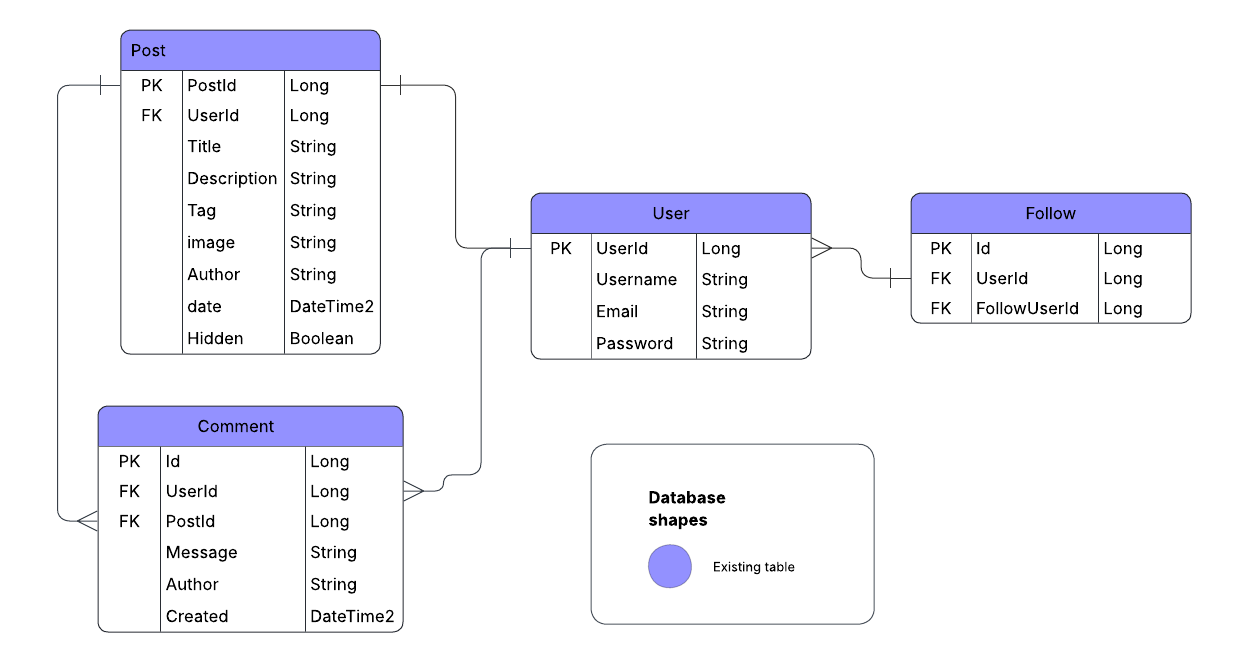 Post
PK PostId Long
FK UserId Long
Title String
Description String
Tag String
image String
Author String
date DateTime2
Hidden Boolean
User
PK UserId Long
Username String
Email String
Password String
Follow
PK Id Long
FK UserId Long
FK FollowUserId Long
Comment
PK Id Long
FK UserId Long
FK PostId Long
Message String
Author String
Created DateTime2
Database
shapes
Existing table